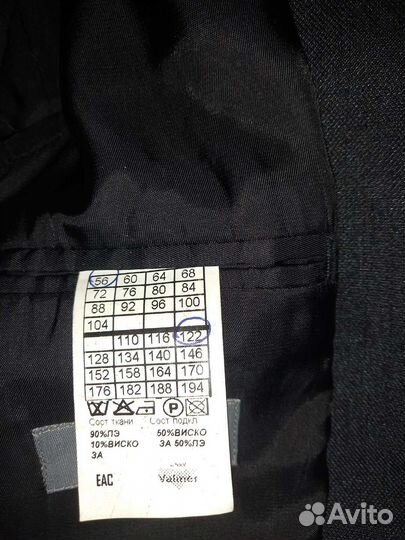 56 60 64 68
72 76 80 84
88 92 96 100
104
110 116 122
128 134 140 146
152 158 164 170
176 182 188 194
P
Сост ткани Сост подкл
90%ПЭ 50%ВИСКО
10%ВИСКО ЗА 50%ПЭ
ЗА
EAC Valmer
Avito